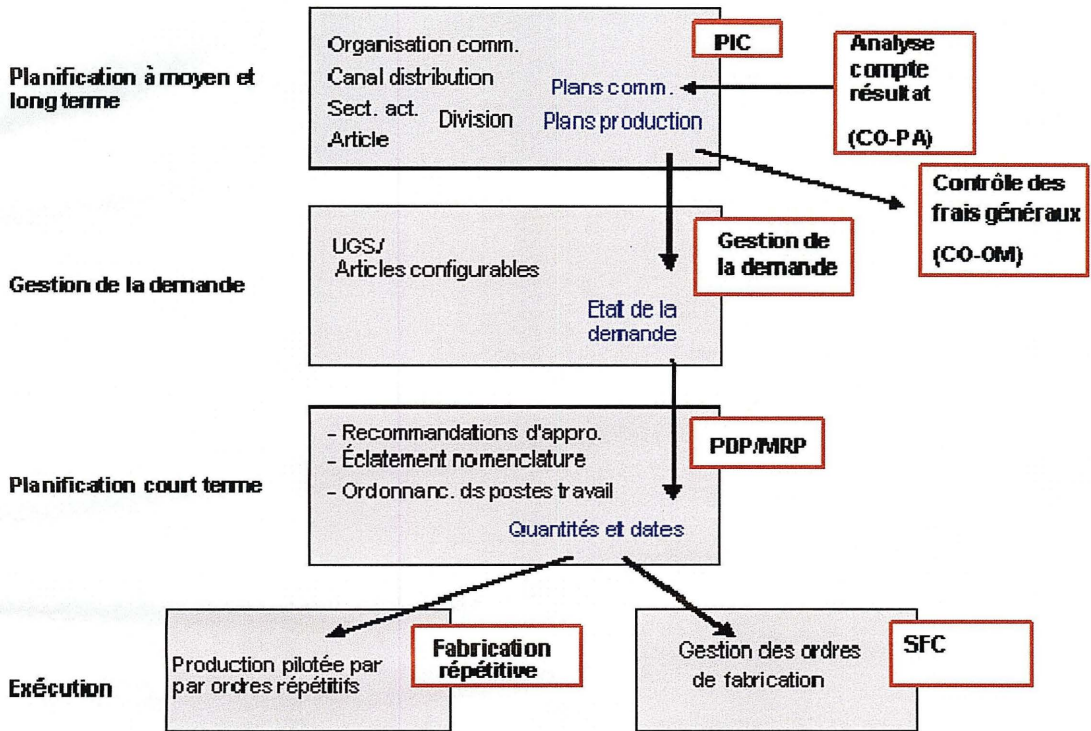 Planification à moyen et
long terme
Organisation comm.
Canal distribution
Sect. act.
Article
Division
Plans comm.
Plans production
PIC
Analyse
compte
résultat
(CO-PA)
Contrôle des
frais généraux
(CO-OM)
Gestion de la demande
UGS/
Articles configurables
Etat de la
demande
Gestion de
la demande
Planification court terme
- Recommandations d'appro.
- Éclatement nomenclature
- Ordonnanc. ds postes travail
Quantités et dates
PDP/MRP
Exécution
Production pilotée par
par ordres répétitifs
Fabrication
répétitive
Gestion des ordres
de fabrication
SFC